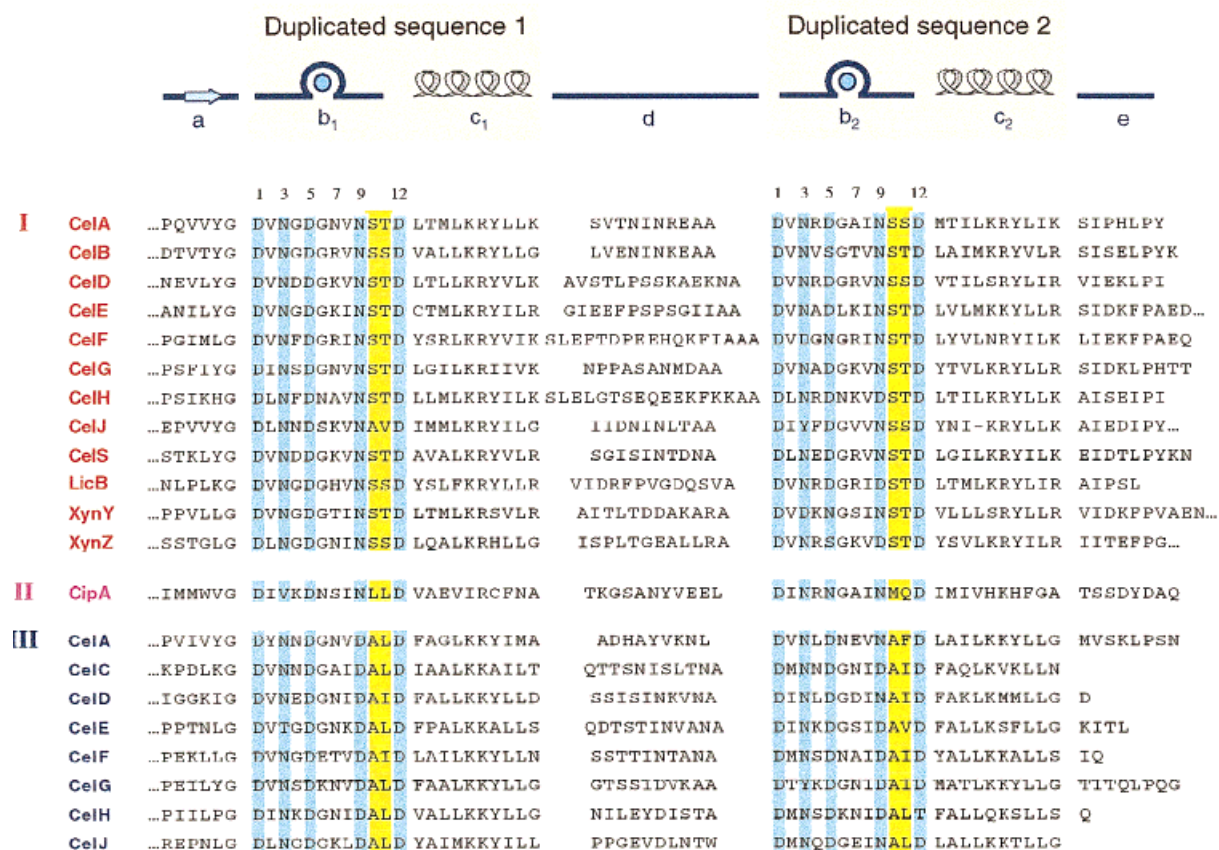 Duplicated sequence 1 Duplicated sequence 2
a b1 c1 d b2 c2 e
1 3 5 7 9 12 1 3 5 7 9 12
I CelA ...PQVVYG DVNGDGNVNSTD LTMLKRYLLK SVTNINREAA DVNRDGAINSSD MTILKRYLIK SIPHLPY
CelB ...DTVTYG DVNGDGRVNSSD VALLKRYLLG LVENINKEAA DVNVSGTVNSTD LAIMKRYVLR SISELPYK
CelD ...NEVLYG DVNDDGKVNSTD LTLLKRYVLK AVSTLPSSKAEKNA DVNRDGRVNSSD VTILSRYLIR VIEKLPI
CelE ...ANILYG DVNGDGKINSTD CTMLKRYILR GIEEFPSPSGIIAA DVNADLKINSTD LVLMKKYLLR SIDKFPAED...
CelF ...PGIMLG DVNFDGRINSTD YSRLKRYVIK SLEFTDPEEHQKFIAAA DVDGNGRINSTD LYVLNRYILK LIEKFPAEQ
CelG ...PSFIYG DINSDGNVNSTD LGILKRIIVK NPPASANMDAA DVNADGKVNSTD YTVLKRYLLR SIDKLPHTT
CelH ...PSIKHG DLNFDNAVNSTD LLMLKRYILK SLELGTSEQEEKFKKAA DLNRDNKVDSTD LTILKRYLLK AISEIPI
CelJ ...EPVVYG DLNNDSKVNAVD IMMLKRYILG IIDNINLTAA DIYFDGVVNSSD YNI-KRYLLK AIEDIPY...
CelS ...STKLYG DVNDDGKVNSTD AVALKRYVLR SGISINTDNA DLNEDGRVNSTD LGILKRYILK EIDTLPYKN
LicB ...NLPLKG DVNGDGHVNSSD YSLFKRYLLR VIDRFPVGDQSVA DVNRDGRIDSTD LTMLKRYLIR AIPSL
XynY ...PPVLLG DVNGDGTINSTD LTMLKRSVLR AITLTDDAKARA DVDKNGSINSTD VLLLSRYLLR VIDKFPVAEN...
XynZ ...SSTGLG DLNGDGNINSSD LQALKRHLLG ISPLTGEALLRA DVNRSGKVDSTD YSVLKRYILR IITEFPG...
II CipA ...IMMWVG DIVKDNSINLLD VAEVIRCFNA TKGSANYVEEL DINRNGAINMQD IMIVHKHFGA TSSDYDAQ
III CelA ...PVIVYG DYNNDGNVDALD FAGLKKYIMA ADHAYVKNL DVNLDNEVNAFD LAILKKYLLG MVSKLPSN
CelC ...KPDLKG DVNNDGAIDALD IAALKKAILT QTTSNISLTNA DMNNDGNIDAID FAQLKVKLLN
CelD ...IGGKIG DVNEDGNIDAID FALLKKYLLD SSISINKVNA DINLDGDINAID FAKLKMMLLG D
CelE ...PPTNLG DVTGDGNKDALD FPALKKALLS QDTSTINVANA DINKDGSIDAVD FALLKSFLLG KITL
CelF ...PEKLLG DVNGDETVDAID LAILKKYLLN SSTTINTANA DMNSDNAIDAID YALLKKALLS IQ
CelG ...PEILYG DVNSDKNVDALD FAALKKYLLG GTSSIDVKAA DTYKDGNIDAID MATLKKYLLG TITQLPQG
CelH ...PIILPG DINKDGNINALD VALLKKYLLG NILEYDISTA DMNSDKNIDALT FALLQKSLLS Q
CelJ ...REPNLG DLNCDGKLDALD YAIMKKYILL PPGEVDLNTW DMNQDGEINALD LALLKKTLLG